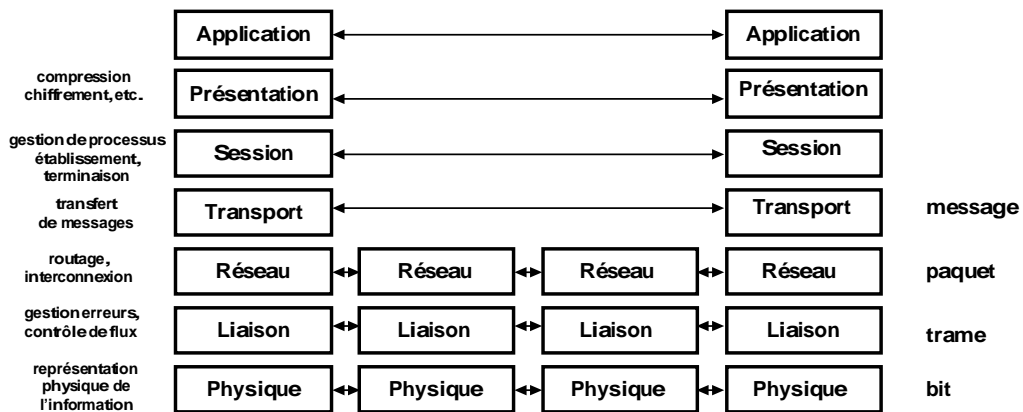 Application Application
compression
chiffrement, etc.
Présentation Présentation
gestion de processus
établissement,
terminaison
Session Session
transfert
de messages
Transport Transport message
routage,
interconnexion
Réseau Réseau Réseau Réseau paquet
gestion erreurs,
contrôle de flux
Liaison Liaison Liaison Liaison trame
représentation
physique de
l'information
Physique Physique Physique Physique bit